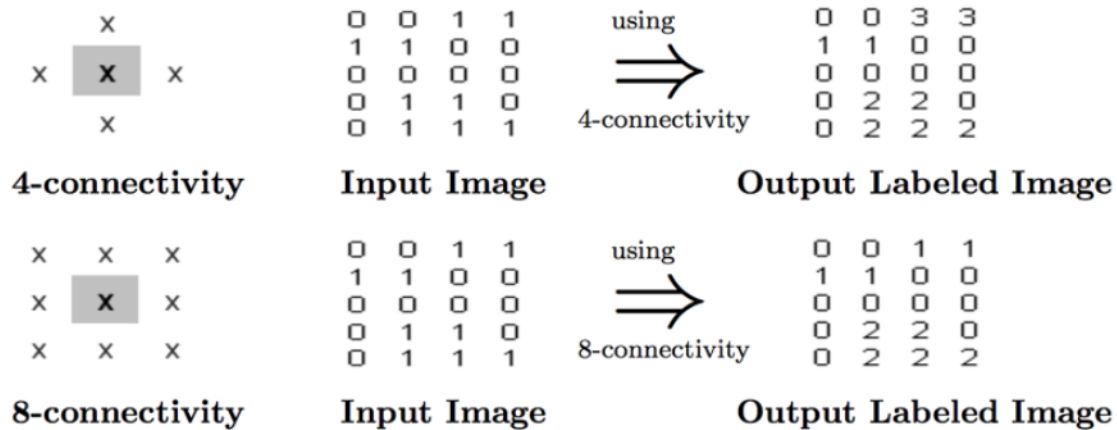 x
x x x
x
4-connectivity
0 0 1 1
1 1 0 0
0 0 0 0
0 1 1 0
0 1 1 1
Input Image
using
4-connectivity
0 0 3 3
1 1 0 0
0 0 0 0
0 2 2 0
0 2 2 2
Output Labeled Image
x x x
x x x
x x x
8-connectivity
0 0 1 1
1 1 0 0
0 0 0 0
0 1 1 0
0 1 1 1
Input Image
using
8-connectivity
0 0 1 1
1 1 0 0
0 0 0 0
0 2 2 0
0 2 2 2
Output Labeled Image